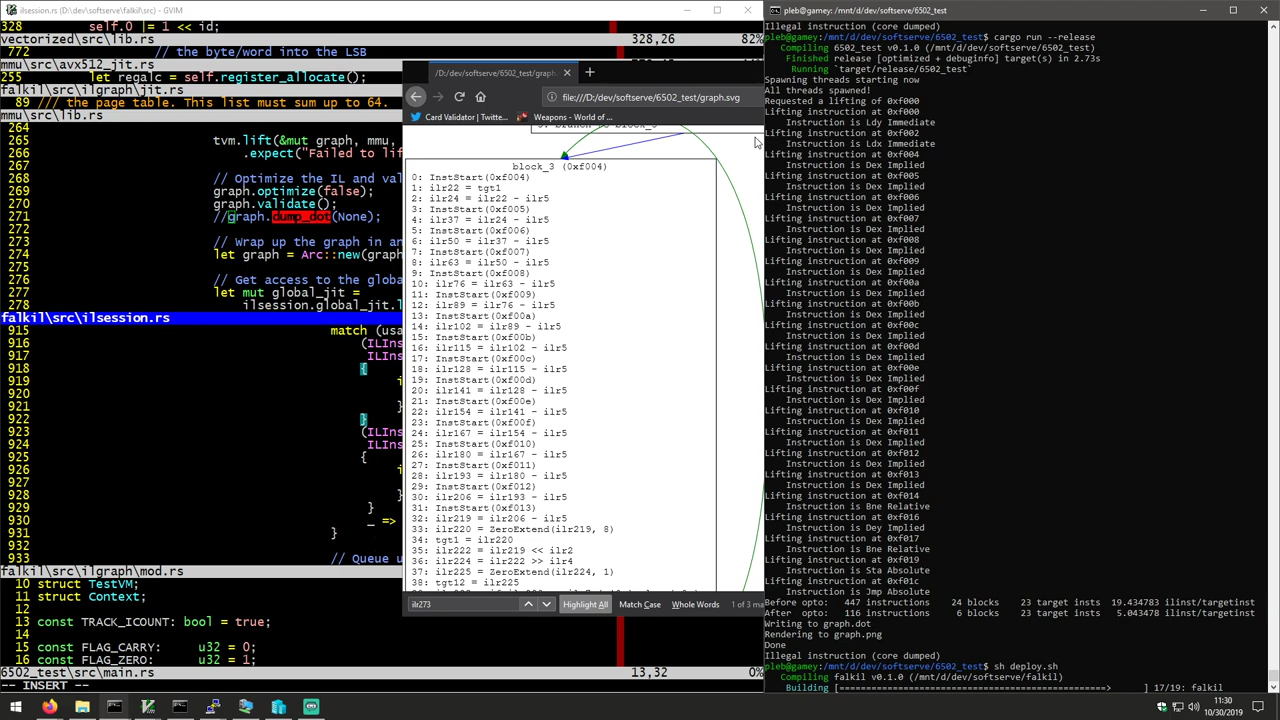 ilsession.rs (D:\dev\softserve\falkil\src) - GVIM
328 self.0 |= 1 << id;
vectorized\src\lib.rs 328,26 82%
772 // the byte/word into the LSB
mmu\src\avx512_jit.rs
255 let regalc = self.register_allocate();
falkil\src\ilgraph\jit.rs
89 /// the page table. This list must sum up to 64.
mmu\src\lib.rs
264
265 tvm.lift(&mut graph, mmu,
266 .expect("Failed to lif
267
268 // Optimize the IL and val
269 graph.optimize(false);
270 graph.validate();
271 //graph.dump_dot(None);
272
273 // Wrap up the graph in an
274 let graph = Arc::new(graph
275
276 // Get access to the globa
277 let mut global_jit =
278 ilsession.global_jit.l
falkil\src\ilsession.rs
915 match (usa
916 (ILIns
917 ILIns
918 {
919 i
920 }
921
922 }
923 (ILIns
924 ILIns
925 {
926 i
927 }
928 }
929
930 _ =>
931 }
932
933 // Queue u
falkil\src\ilgraph\mod.rs
10 struct TestVM;
11 struct Context;
12
13 const TRACK_ICOUNT: bool = true;
14
15 const FLAG_CARRY: u32 = 0;
16 const FLAG_ZERO: u32 = 1;
6502_test\src\main.rs 13,32 0%
-- INSERT --
/D:/dev/softserve/6502_test/graph.
file:///D:/dev/softserve/6502_test/graph.svg
Card Validator | Twitte... Weapons - World of ...
block_3 (0xf004)
0: InstStart(0xf004)
1: ilr22 = tgt1
2: ilr24 = ilr22 - ilr5
3: InstStart(0xf005)
4: ilr37 = ilr24 - ilr5
5: InstStart(0xf006)
6: ilr50 = ilr37 - ilr5
7: InstStart(0xf007)
8: ilr63 = ilr50 - ilr5
9: InstStart(0xf008)
10: ilr76 = ilr63 - ilr5
11: InstStart(0xf009)
12: ilr89 = ilr76 - ilr5
13: InstStart(0xf00a)
14: ilr102 = ilr89 - ilr5
15: InstStart(0xf00b)
16: ilr115 = ilr102 - ilr5
17: InstStart(0xf00c)
18: ilr128 = ilr115 - ilr5
19: InstStart(0xf00d)
20: ilr141 = ilr128 - ilr5
21: InstStart(0xf00e)
22: ilr154 = ilr141 - ilr5
23: InstStart(0xf00f)
24: ilr167 = ilr154 - ilr5
25: InstStart(0xf010)
26: ilr180 = ilr167 - ilr5
27: InstStart(0xf011)
28: ilr193 = ilr180 - ilr5
29: InstStart(0xf012)
30: ilr206 = ilr193 - ilr5
31: InstStart(0xf013)
32: ilr219 = ilr206 - ilr5
33: ilr220 = ZeroExtend(ilr219, 8)
34: tgt1 = ilr220
35: ilr222 = ilr219 << ilr2
36: ilr224 = ilr222 >> ilr4
37: ilr225 = ZeroExtend(ilr224, 1)
38: tgt12 = ilr225
ilr273 Highlight All Match Case Whole Words 1 of 3 ma
pleb@gamey: /mnt/d/dev/softserve/6502_test
Illegal instruction (core dumped)
pleb@gamey:/mnt/d/dev/softserve/6502_test$ cargo run --release
Compiling 6502_test v0.1.0 (/mnt/d/dev/softserve/6502_test)
Finished release [optimized + debuginfo] target(s) in 2.73s
Running `target/release/6502_test`
Spawning threads starting now
All threads spawned!
Requested a lifting of 0xf000
Lifting instruction at 0xf000
Instruction is Ldy Immediate
Lifting instruction at 0xf002
Instruction is Ldx Immediate
Lifting instruction at 0xf004
Instruction is Dex Implied
Lifting instruction at 0xf005
Instruction is Dex Implied
Lifting instruction at 0xf006
Instruction is Dex Implied
Lifting instruction at 0xf007
Instruction is Dex Implied
Lifting instruction at 0xf008
Instruction is Dex Implied
Lifting instruction at 0xf009
Instruction is Dex Implied
Lifting instruction at 0xf00a
Instruction is Dex Implied
Lifting instruction at 0xf00b
Instruction is Dex Implied
Lifting instruction at 0xf00c
Instruction is Dex Implied
Lifting instruction at 0xf00d
Instruction is Dex Implied
Lifting instruction at 0xf00e
Instruction is Dex Implied
Lifting instruction at 0xf00f
Instruction is Dex Implied
Lifting instruction at 0xf010
Instruction is Dex Implied
Lifting instruction at 0xf011
Instruction is Dex Implied
Lifting instruction at 0xf012
Instruction is Dex Implied
Lifting instruction at 0xf013
Instruction is Dex Implied
Lifting instruction at 0xf014
Instruction is Bne Relative
Lifting instruction at 0xf016
Instruction is Dey Implied
Lifting instruction at 0xf017
Instruction is Bne Relative
Lifting instruction at 0xf019
Instruction is Sta Absolute
Lifting instruction at 0xf01c
Instruction is Jmp Absolute
Before opto: 447 instructions 24 blocks 23 target insts 19.434783 ilinst/targetinst
After opto: 116 instructions 6 blocks 23 target insts 5.043478 ilinst/targetinst
Writing to graph.dot
Rendering to graph.png
Done
Illegal instruction (core dumped)
pleb@gamey:/mnt/d/dev/softserve/6502_test$ sh deploy.sh
Compiling falkil v0.1.0 (/mnt/d/dev/softserve/falkil)
Building [===================================================> ] 17/19: falkil
11:30
10/30/2019